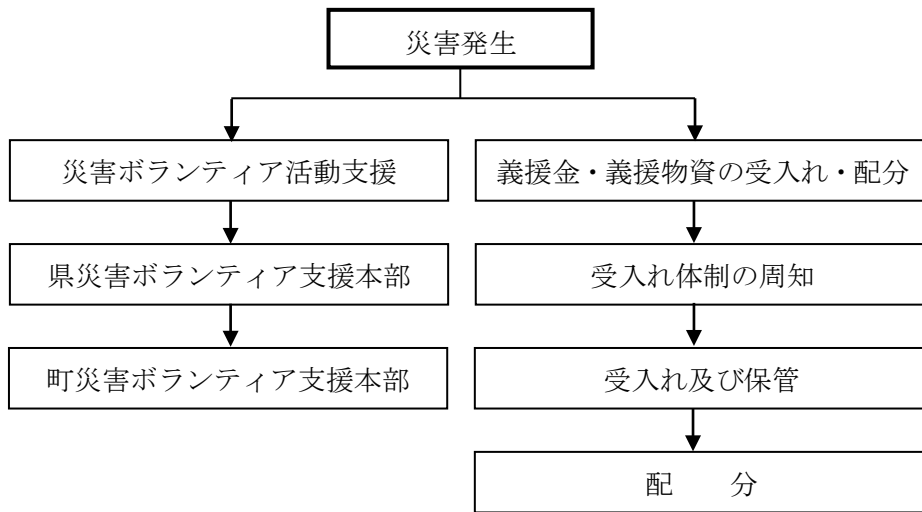 災害発生
災害ボランティア活動支援
県災害ボランティア支援本部
町災害ボランティア支援本部
義援金・義援物資の受入れ・配分
受入れ体制の周知
受入れ及び保管
配　　分